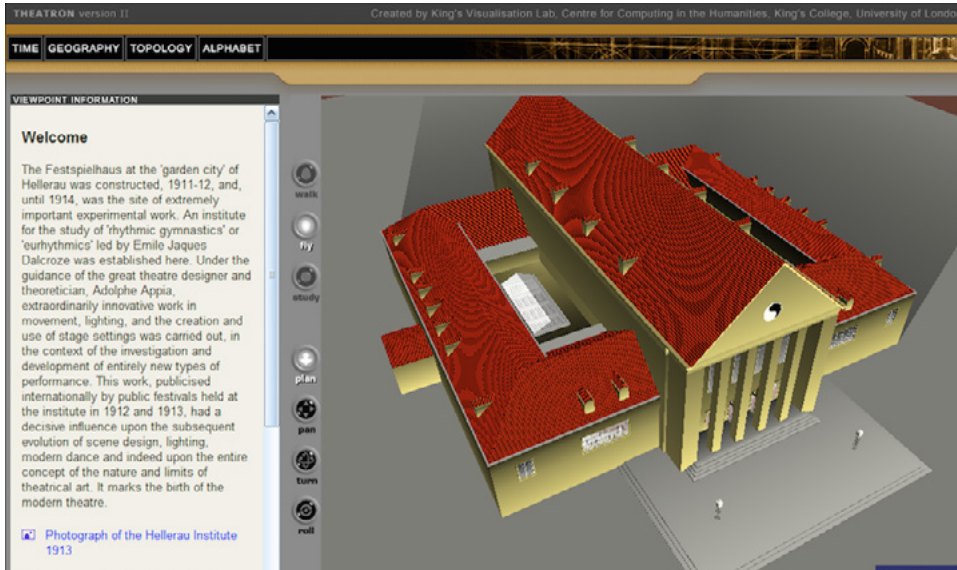 THEATRON version II
Created by King's Visualisation Lab, Centre for Computing in the Humanities, King's College, University of Londo
TIME GEOGRAPHY TOPOLOGY ALPHABET
VIEWPOINT INFORMATION
Welcome
The Festspielhaus at the 'garden city' of
Hellerau was constructed, 1911-12, and,
until 1914, was the site of extremely
important experimental work. An institute
for the study of 'rhythmic gymnastics' or
'eurhythmics' led by Emile Jaques
Dalcroze was established here. Under the
guidance of the great theatre designer and
theoretician, Adolphe Appia,
extraordinarily innovative work in
movement, lighting, and the creation and
use of stage settings was carried out, in
the context of the investigation and
development of entirely new types of
performance. This work, publicised
internationally by public festivals held at
the institute in 1912 and 1913, had a
decisive influence upon the subsequent
evolution of scene design, lighting,
modern dance and indeed upon the entire
concept of the nature and limits of
theatrical art. It marks the birth of the
modern theatre.
Photograph of the Hellerau Institute
1913
walk
fly
study
plan
pan
turn
roll